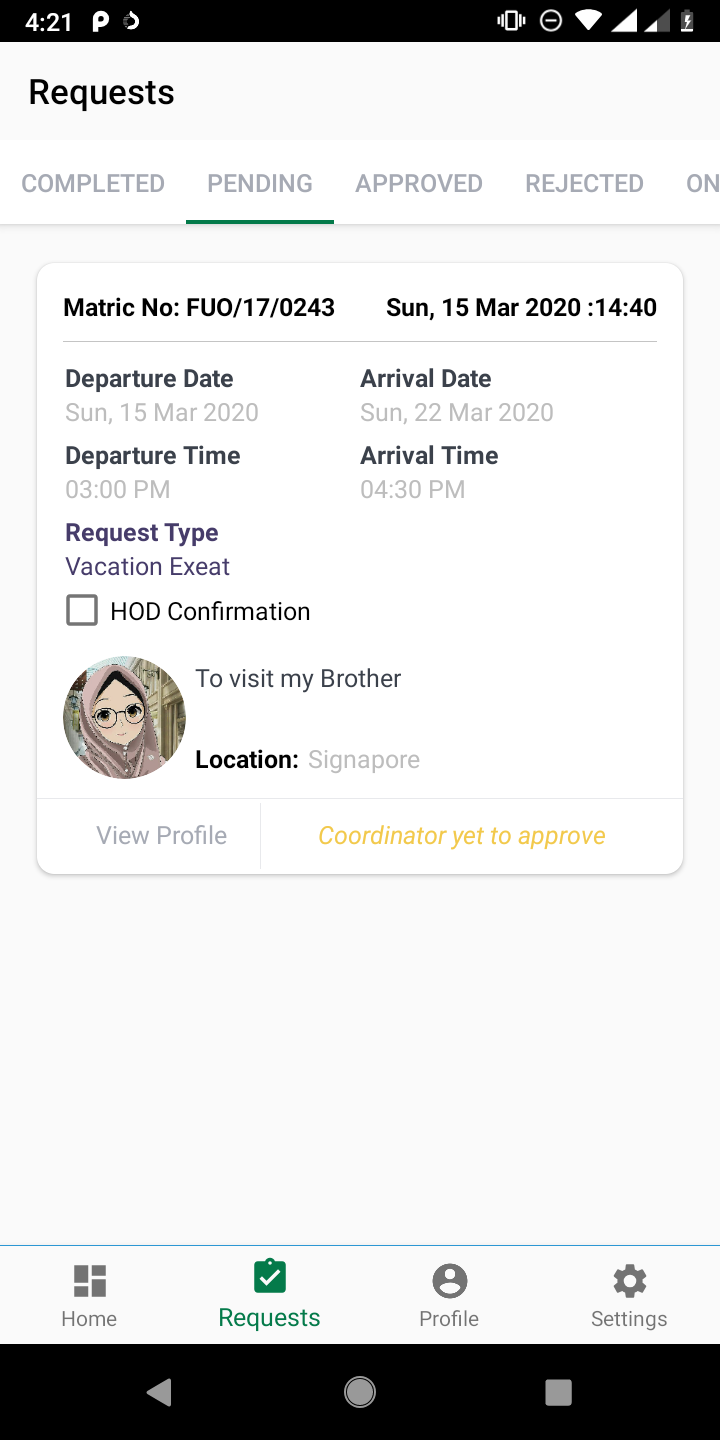 4:21
Requests
COMPLETED PENDING APPROVED REJECTED ON
Matric No: FUO/17/0243 Sun, 15 Mar 2020 :14:40
Departure Date Arrival Date
Sun, 15 Mar 2020 Sun, 22 Mar 2020
Departure Time Arrival Time
03:00 PM 04:30 PM
Request Type
Vacation Exeat
HOD Confirmation
To visit my Brother
Location: Signapore
View Profile Coordinator yet to approve
Home Requests Profile Settings